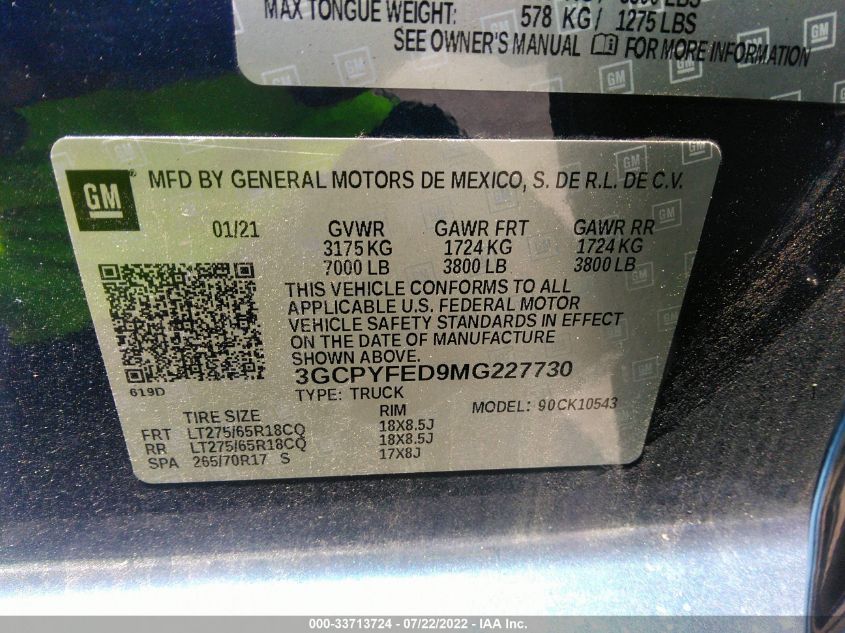 MAX TONGUE WEIGHT: 578 KG/ 1275 LBS
SEE OWNER'S MANUAL FOR MORE INFORMATION
GM MFD BY GENERAL MOTORS DE MEXICO, S. DE R.L. DE C.V.
01/21 GVWR GAWR FRT GAWR RR
3175 KG 1724 KG 1724 KG
7000 LB 3800 LB 3800 LB
THIS VEHICLE CONFORMS TO ALL
APPLICABLE U.S. FEDERAL MOTOR
VEHICLE SAFETY STANDARDS IN EFFECT
ON THE DATE OF MANUFACTURE
SHOWN ABOVE.
3GCPYFED9MG227730
619D TYPE: TRUCK MODEL: 90CK10543
TIRE SIZE RIM
FRT LT275/65R18CQ 18X8.5J
RR LT275/65R18CQ 18X8.5J
SPA 265/70R17 S 17X8J
000-33713724 - 07/22/2022 - IAA Inc.